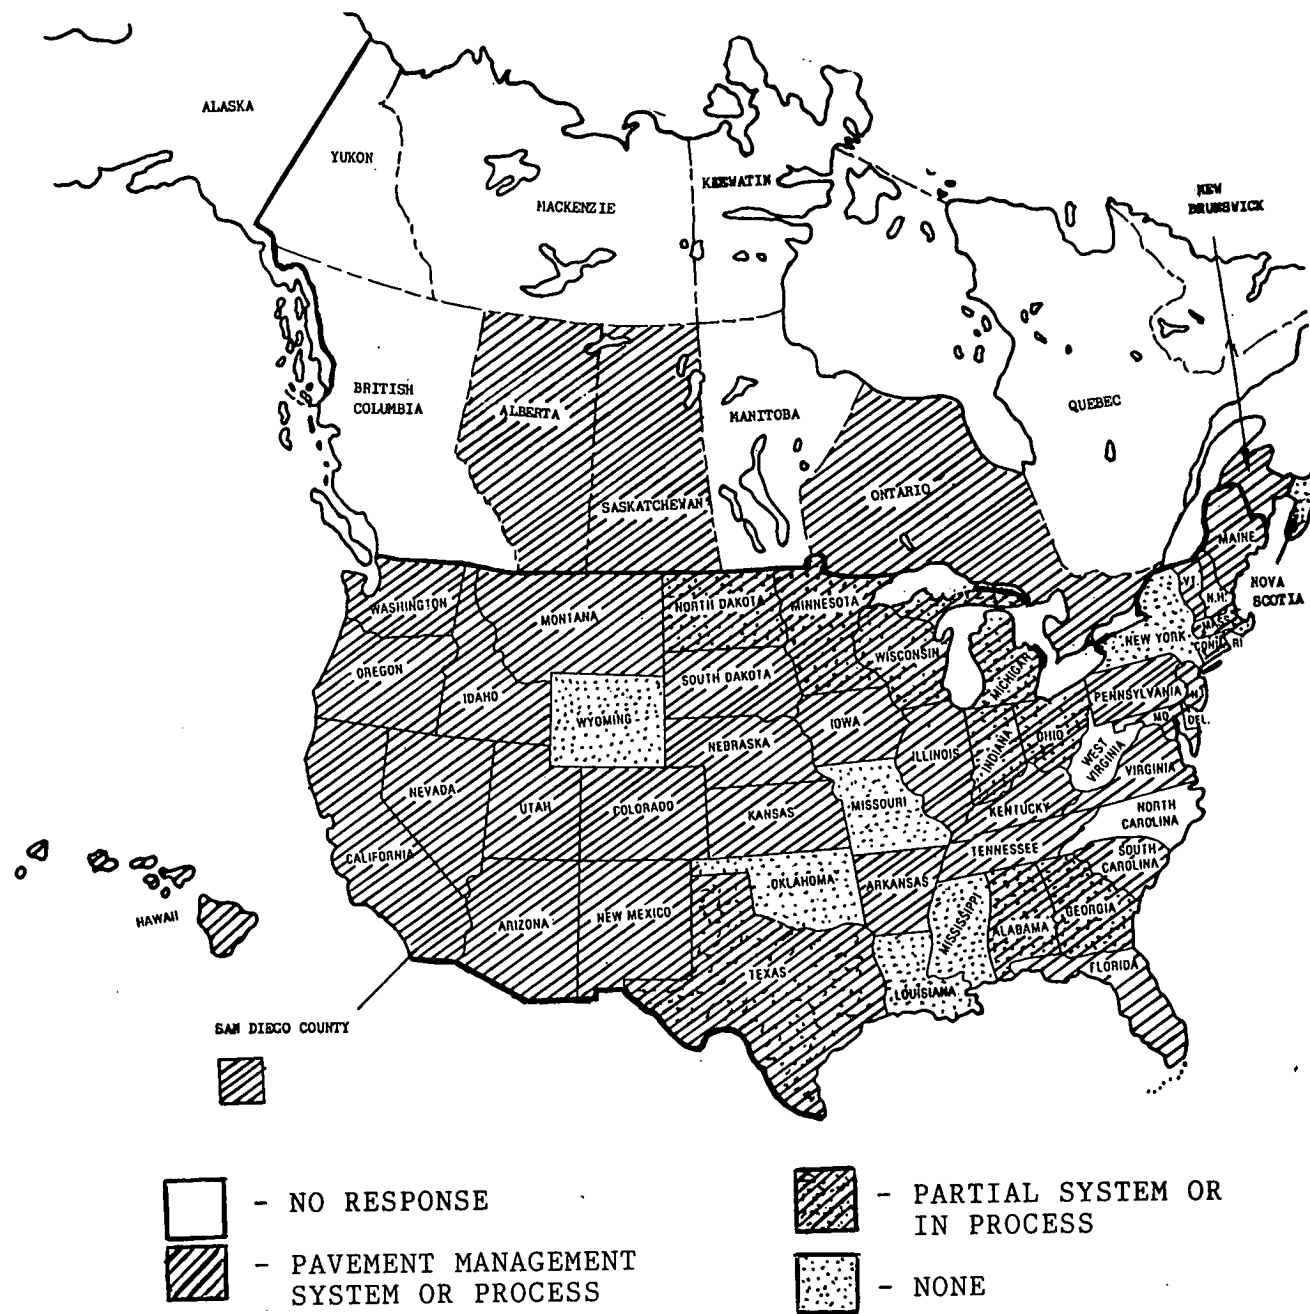 ALASKA
YUKON
MACKENZIE
KEEWATIN
NEW
BRUNSWICK
BRITISH
COLUMBIA
ALBERTA
SASKATCHEWAN
MANITOBA
ONTARIO
QUEBEC
NOVA
SCOTIA
MAINE
VT.
N.H.
MASS
CONN
RI
NEW YORK
WASHINGTON
MONTANA
NORTH DAKOTA
MINNESOTA
WISCONSIN
MICHIGAN
OREGON
IDAHO
WYOMING
SOUTH DAKOTA
IOWA
PENNSYLVANIA
N.J.
MD.
DEL.
NEBRASKA
ILLINOIS
INDIANA
OHIO
WEST
VIRGINIA
VIRGINIA
NEVADA
UTAH
COLORADO
KANSAS
MISSOURI
KENTUCKY
NORTH
CAROLINA
CALIFORNIA
TENNESSEE
SOUTH
CAROLINA
ARIZONA
NEW MEXICO
OKLAHOMA
ARKANSAS
MISSISSIPPI
ALABAMA
GEORGIA
HAWAII
TEXAS
LOUISIANA
FLORIDA
SAN DIEGO COUNTY
- NO RESPONSE
- PAVEMENT MANAGEMENT
SYSTEM OR PROCESS
- PARTIAL SYSTEM OR
IN PROCESS
- NONE